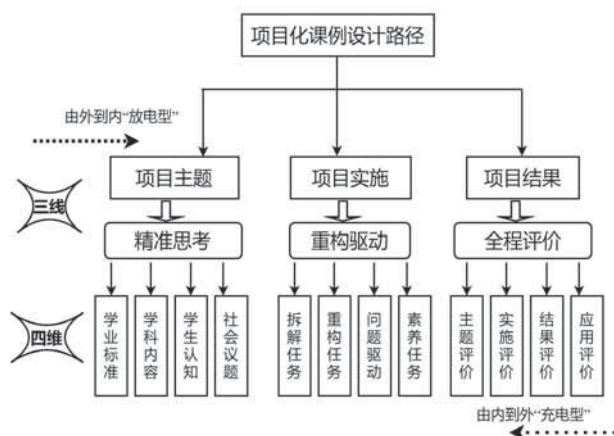 项目化课例设计路径
由外到内“放电型”
项目主题
项目实施
项目结果
三线
精准思考
重构驱动
全程评价
四维
学业标准
学科内容
学生认知
社会议题
拆解任务
重构任务
问题驱动
素养任务
主题评价
实施评价
结果评价
应用评价
由内到外“充电型”